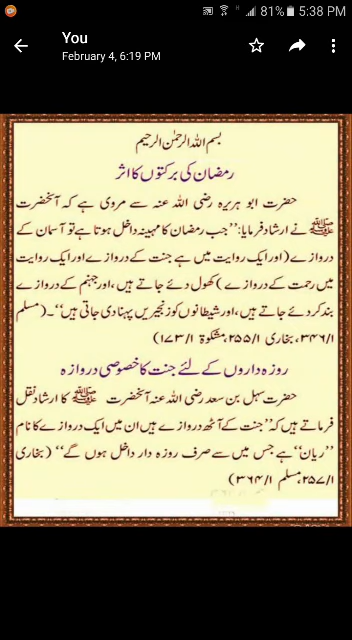 81% 5:38 PM
You
February 4, 6:19 PM
بسم اللہ الرحمٰن الرحیم
رمضان کی برکتوں کا اثر
حضرت ابو ہریرہ رضی اللہ عنہ سے مروی ہے کہ آنحضرت
ﷺ نے ارشاد فرمایا: ’’جب رمضان کا مہینہ داخل ہوتا ہے تو آسمان کے
دروازے (اور ایک روایت میں ہے جنت کے دروازے اور ایک روایت
میں رحمت کے دروازے) کھول دئے جاتے ہیں، اور جہنم کے دروازے
بند کر دئے جاتے ہیں، اور شیطانوں کو زنجیریں پہنا دی جاتی ہیں‘‘۔ (مسلم
۳۴۶/۱، بخاری ۲۵۵/۱، مشکوٰۃ ۱۷۳/۱)
روزہ داروں کے لئے جنت کا خصوصی دروازہ
حضرت سہل بن سعد رضی اللہ عنہ آنحضرت ﷺ کا ارشاد نقل
فرماتے ہیں کہ ’’جنت کے آٹھ دروازے ہیں ان میں ایک دروازے کا نام
’’ریان‘‘ ہے جس میں سے صرف روزہ دار داخل ہوں گے‘‘ (بخاری
۲۵۷/۱، مسلم ۳۶۴/۱)